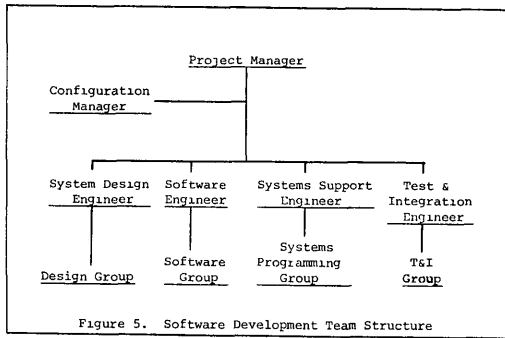 Project Manager
Configuration
Manager
System Design
Engineer
Software
Engineer
Systems Support
Engineer
Test &
Integration
Engineer
Design Group
Software
Group
Systems
Programming
Group
T&I
Group
Figure 5. Software Development Team Structure